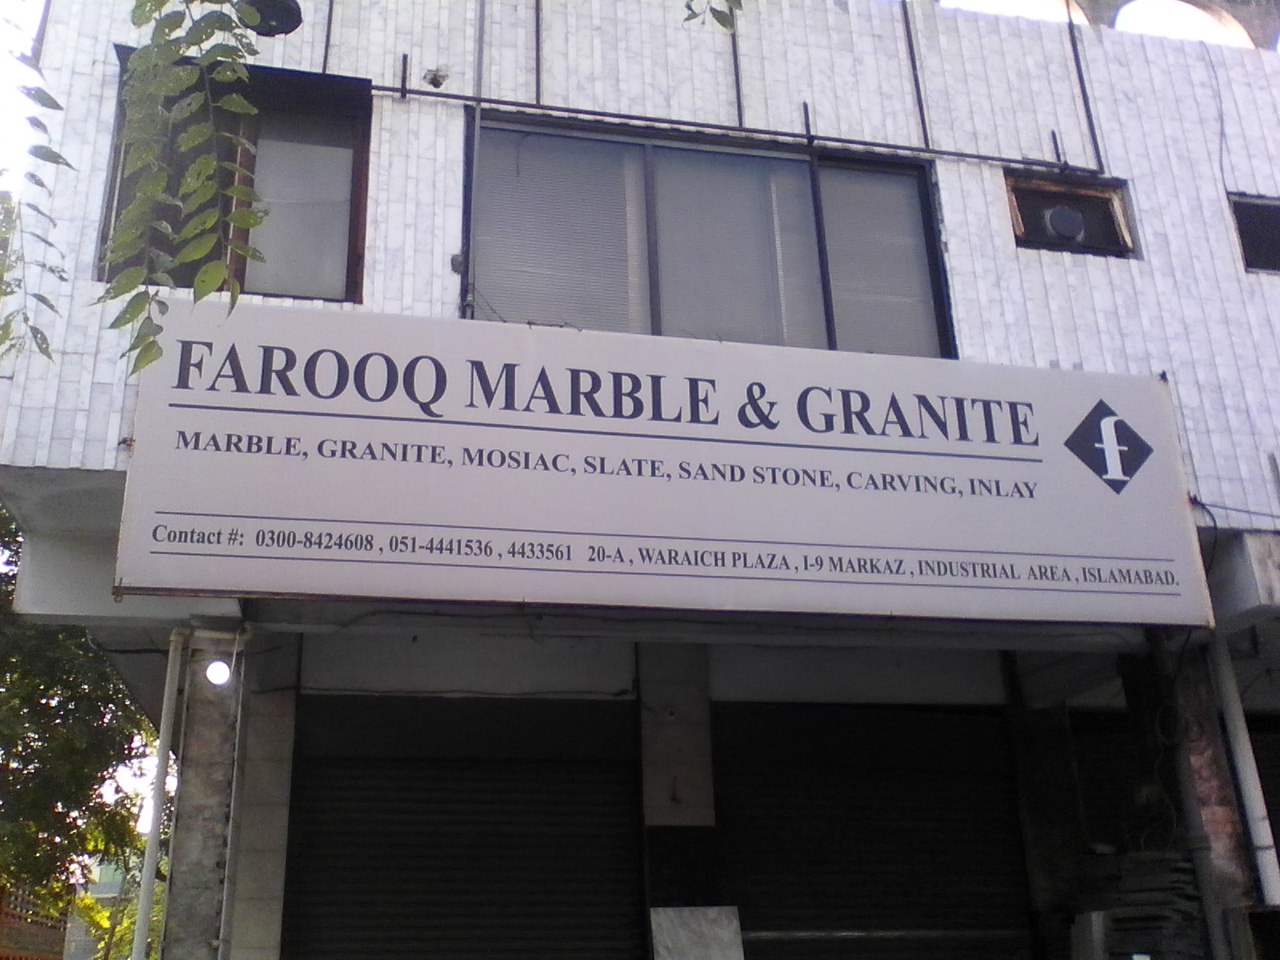 FAROOQ MARBLE & GRANITE
f
MARBLE, GRANITE, MOSIAC, SLATE, SAND STONE, CARVING, INLAY
Contact #: 0300-8424608, 051-4441536, 4433561 20-A, WARAICH PLAZA, I-9 MARKAZ, INDUSTRIAL AREA, ISLAMABAD.